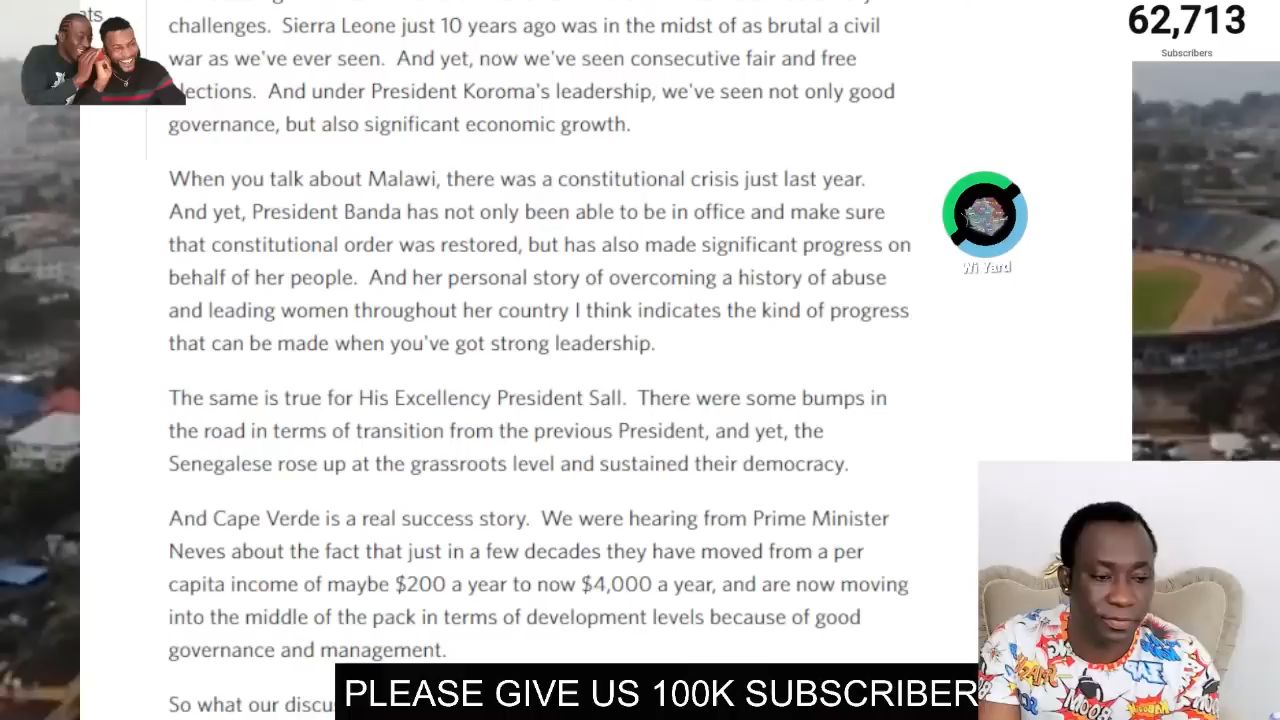 ats
62,713
Subscribers
challenges. Sierra Leone just 10 years ago was in the midst of as brutal a civil
war as we've ever seen. And yet, now we've seen consecutive fair and free
lections. And under President Koroma's leadership, we've seen not only good
governance, but also significant economic growth.
When you talk about Malawi, there was a constitutional crisis just last year.
And yet, President Banda has not only been able to be in office and make sure
that constitutional order was restored, but has also made significant progress on
behalf of her people. And her personal story of overcoming a history of abuse
and leading women throughout her country I think indicates the kind of progress
that can be made when you've got strong leadership.
Wi Yard
The same is true for His Excellency President Sall. There were some bumps in
the road in terms of transition from the previous President, and yet, the
Senegalese rose up at the grassroots level and sustained their democracy.
And Cape Verde is a real success story. We were hearing from Prime Minister
Neves about the fact that just in a few decades they have moved from a per
capita income of maybe $200 a year to now $4,000 a year, and are now moving
into the middle of the pack in terms of development levels because of good
governance and management.
So what our discu
PLEASE GIVE US 100K SUBSCRIBER